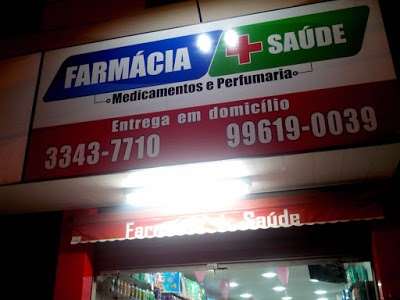 FARMÁCIA + SAÚDE
Medicamentos e Perfumaria
Entrega em domicílio
3343-7710 99619-0039
Saúde